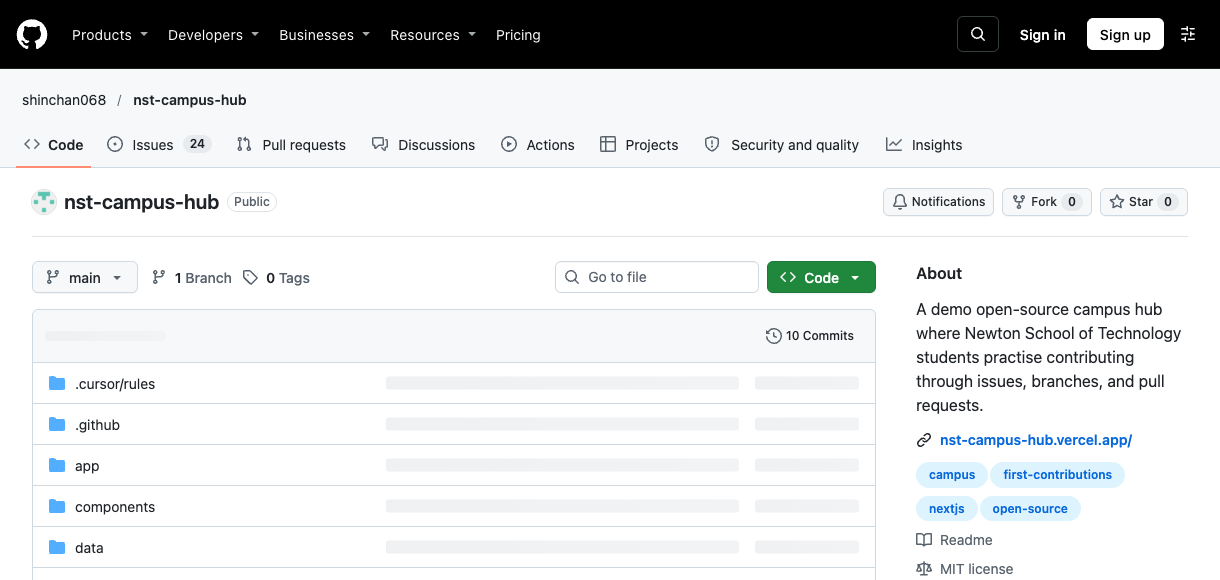 Products Developers Businesses Resources Pricing Sign in Sign up
shinchan068 / nst-campus-hub
Code Issues 24 Pull requests Discussions Actions Projects Security and quality Insights
nst-campus-hub Public Notifications Fork 0 Star 0
main 1 Branch 0 Tags Go to file Code
10 Commits
.cursor/rules
.github
app
components
data
About
A demo open-source campus hub
where Newton School of Technology
students practise contributing
through issues, branches, and pull
requests.
nst-campus-hub.vercel.app/
campus first-contributions
nextjs open-source
Readme
MIT license